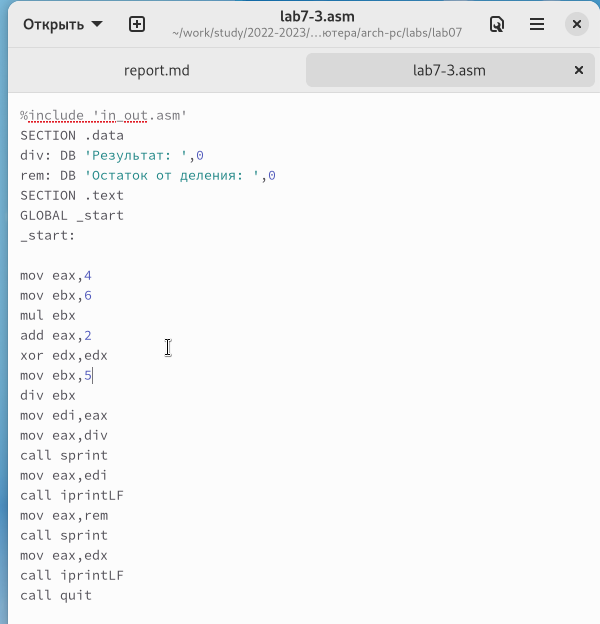 Открыть
lab7-3.asm
~/work/study/2022-2023/…ютера/arch-pc/labs/lab07
report.md
lab7-3.asm
%include 'in_out.asm'
SECTION .data
div: DB 'Результат: ',0
rem: DB 'Остаток от деления: ',0
SECTION .text
GLOBAL _start
_start:
mov eax,4
mov ebx,6
mul ebx
add eax,2
xor edx,edx
mov ebx,5
div ebx
mov edi,eax
mov eax,div
call sprint
mov eax,edi
call iprintLF
mov eax,rem
call sprint
mov eax,edx
call iprintLF
call quit